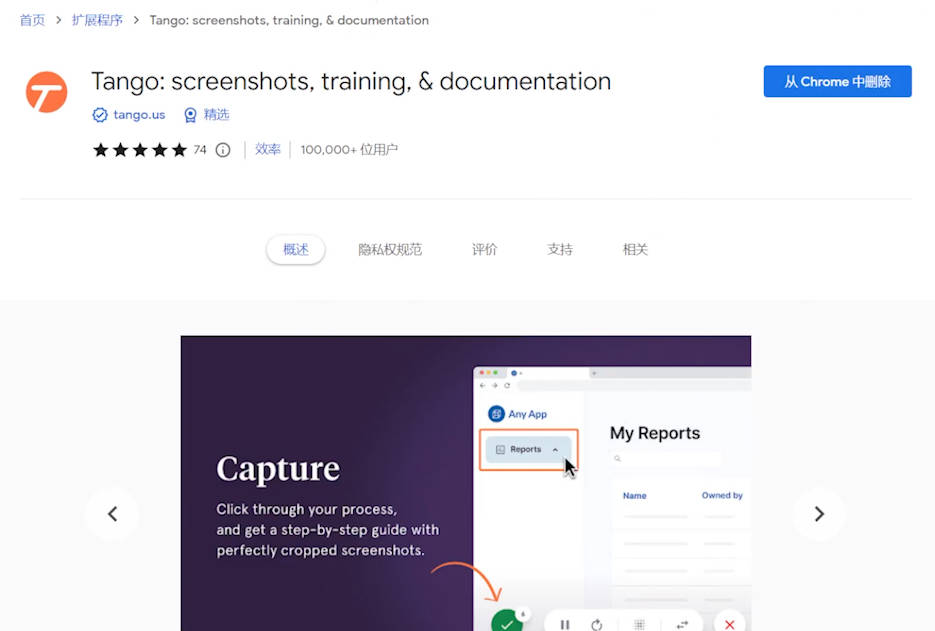 首页 > 扩展程序 > Tango: screenshots, training, & documentation
Tango: screenshots, training, & documentation
从 Chrome 中删除
tango.us 精选
74 效率 100,000+ 位用户
概述 隐私权规范 评价 支持 相关
Capture
Click through your process,
and get a step-by-step guide with
perfectly cropped screenshots.
Any App
Reports
My Reports
Name Owned by